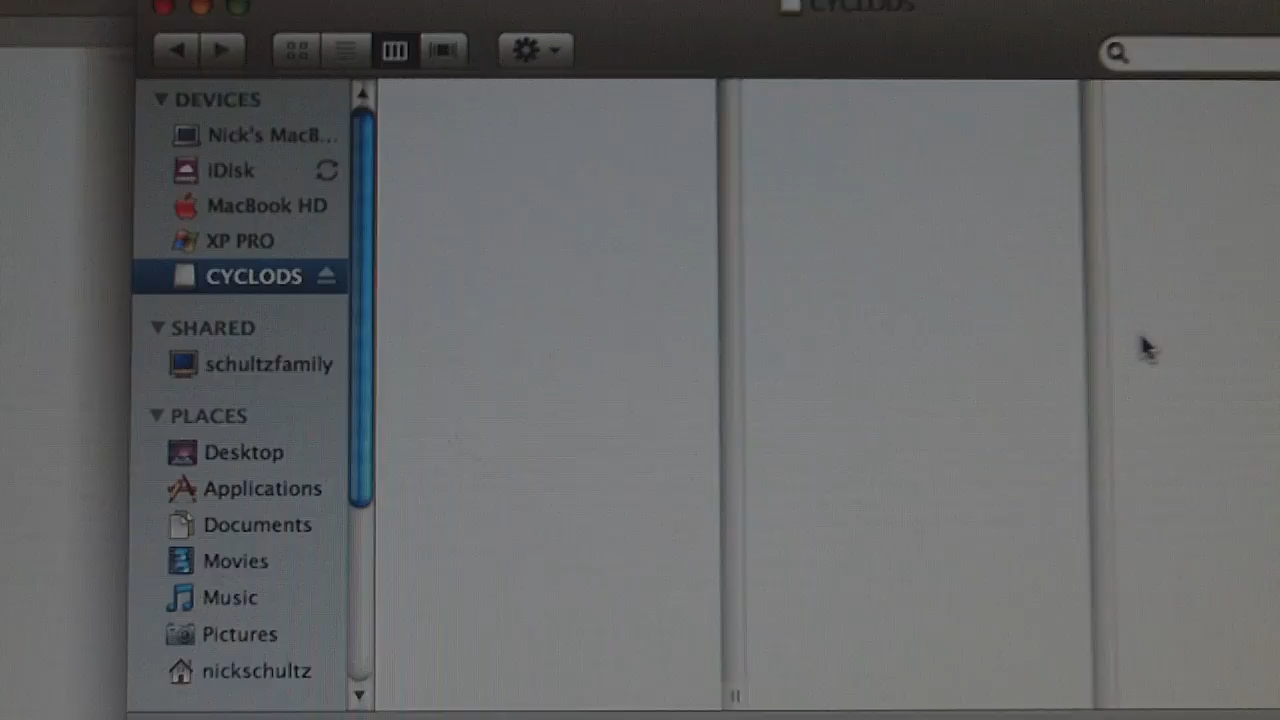 CYCLODS
DEVICES
Nick's MacB...
iDisk
MacBook HD
XP PRO
CYCLODS
SHARED
schultzfamily
PLACES
Desktop
Applications
Documents
Movies
Music
Pictures
nickschultz